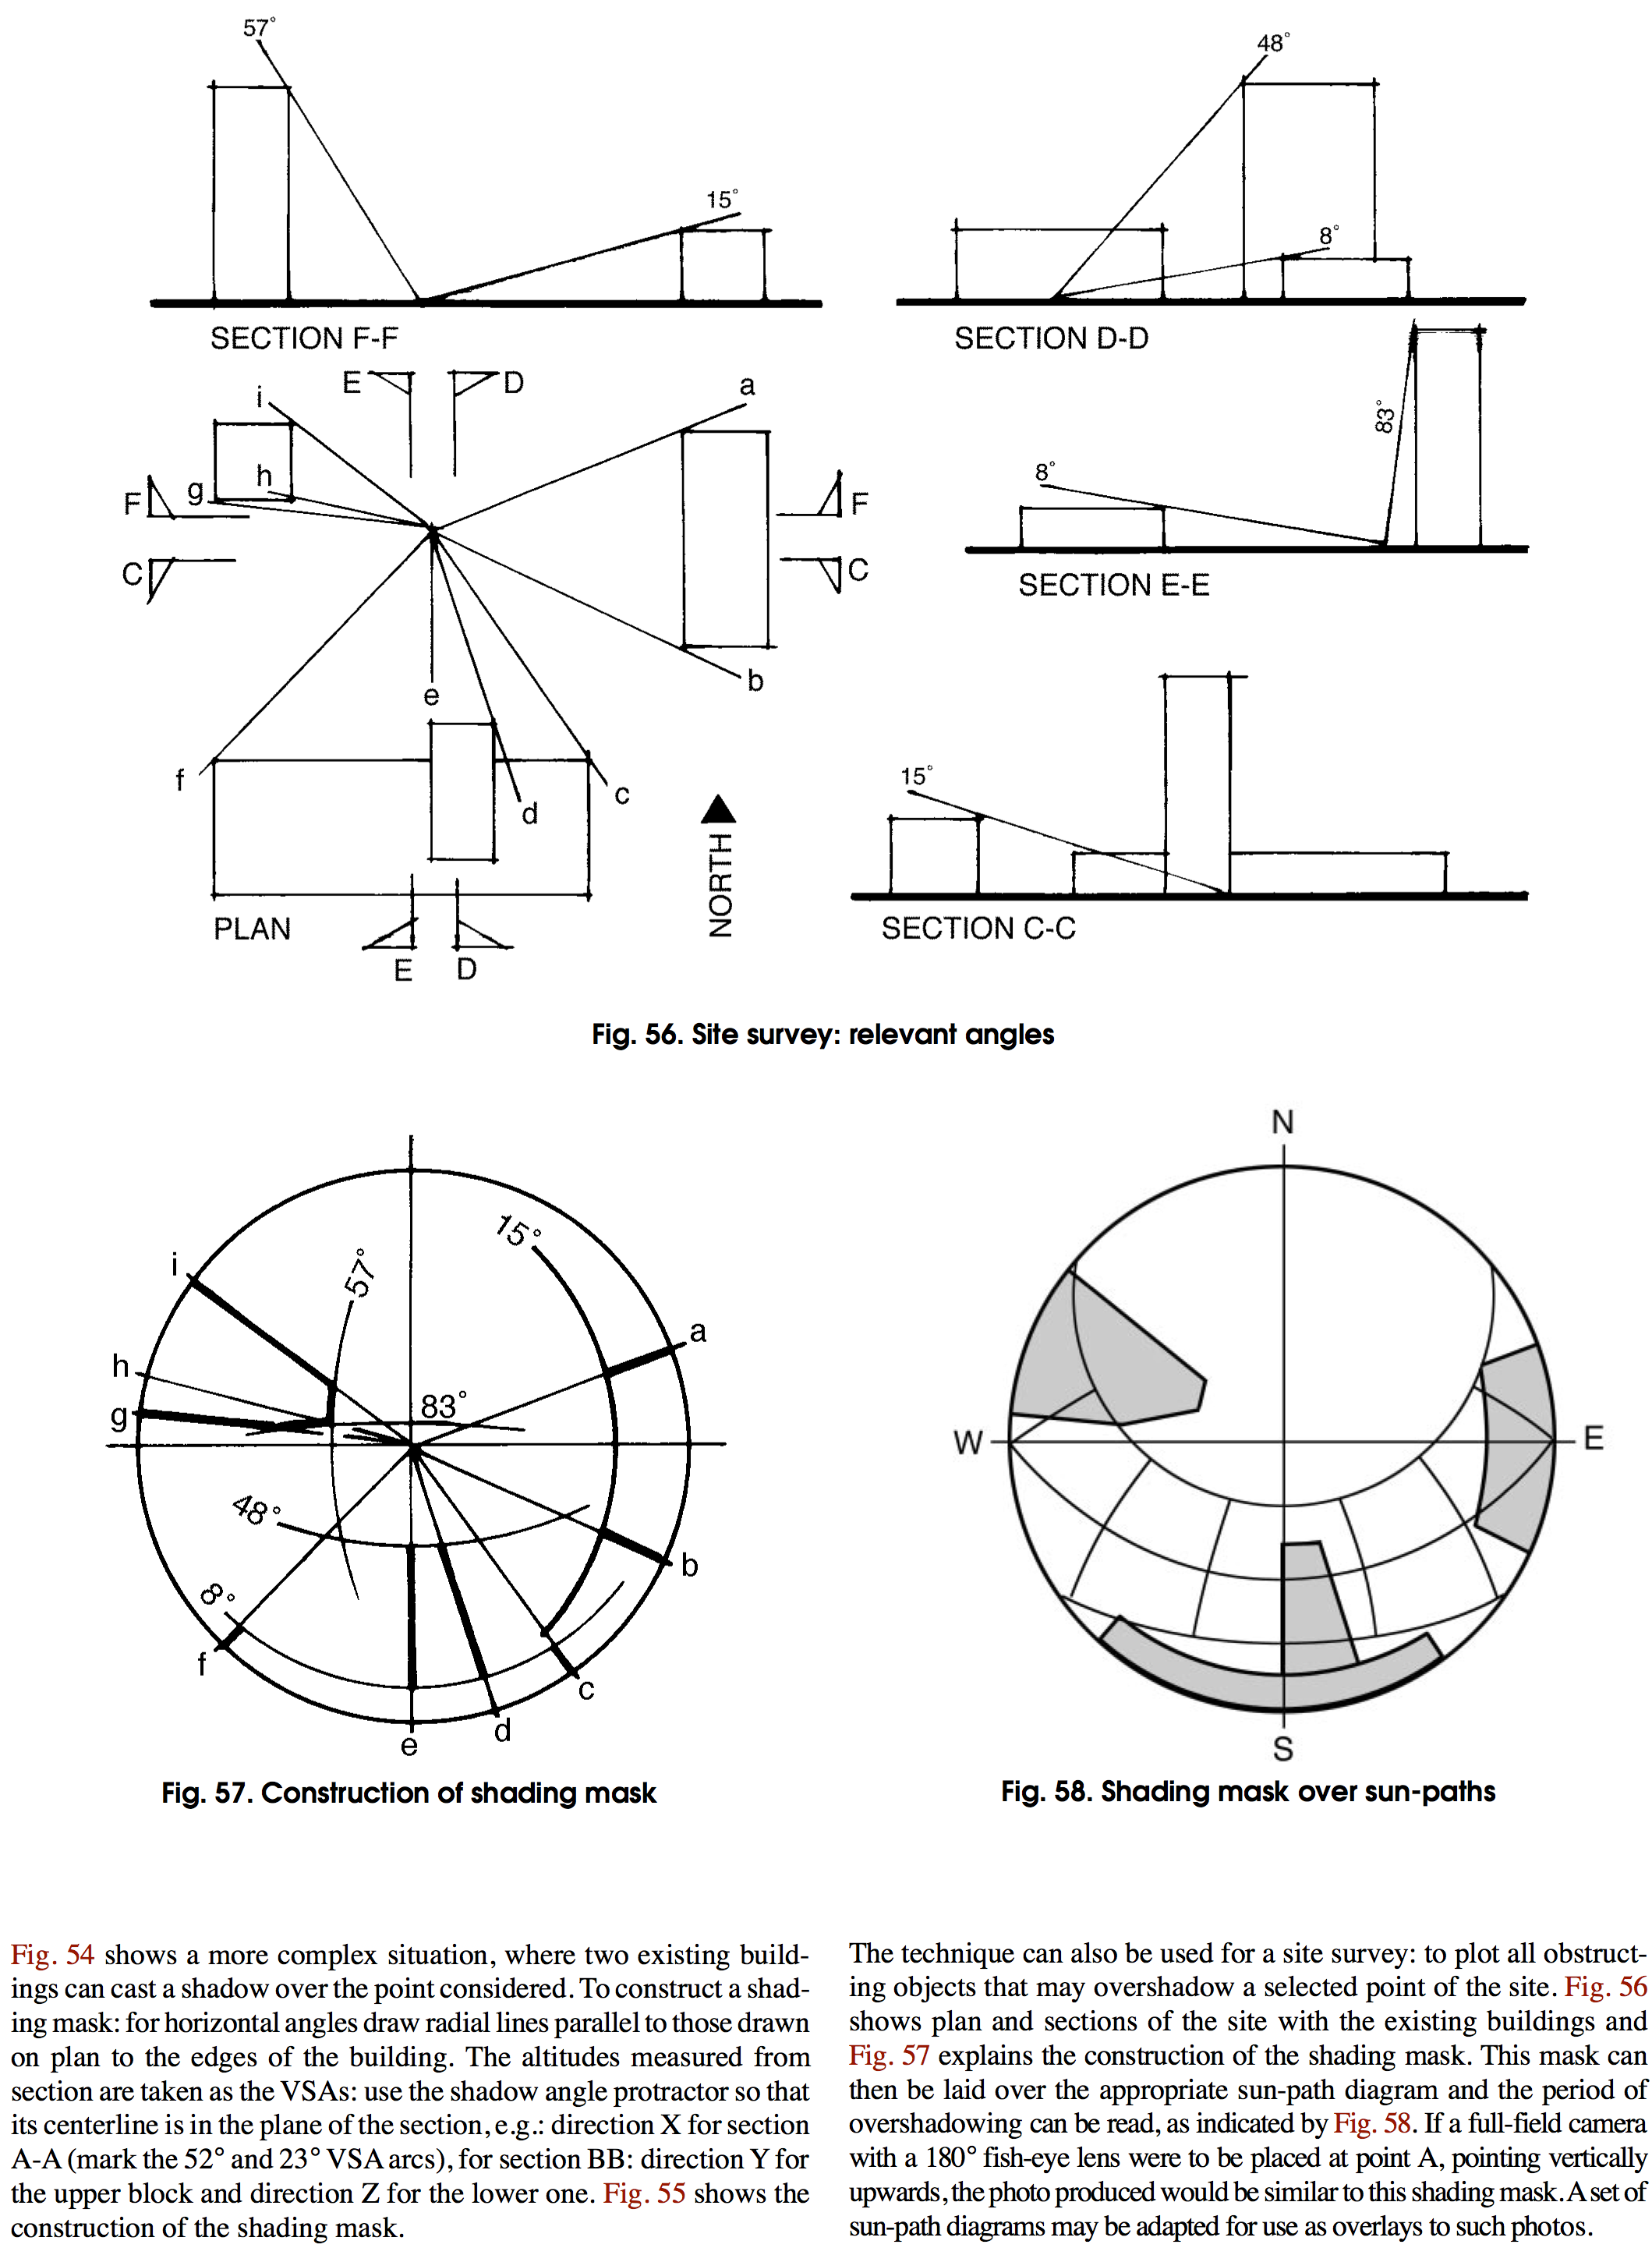 57°
15°
SECTION F-F
48°
8°
SECTION D-D
E
D
i
a
h
g
F
F
C
C
b
e
f
d
c
PLAN
NORTH
E
D
83°
8°
SECTION E-E
15°
SECTION C-C
Fig. 56. Site survey: relevant angles
15°
57°
i
a
h
g
83°
48°
b
8°
f
c
d
e
Fig. 57. Construction of shading mask
N
W
E
S
Fig. 58. Shading mask over sun-paths
Fig. 54 shows a more complex situation, where two existing build-
ings can cast a shadow over the point considered. To construct a shad-
ing mask: for horizontal angles draw radial lines parallel to those drawn
on plan to the edges of the building. The altitudes measured from
section are taken as the VSAs: use the shadow angle protractor so that
its centerline is in the plane of the section, e.g.: direction X for section
A-A (mark the 52° and 23° VSA arcs), for section BB: direction Y for
the upper block and direction Z for the lower one. Fig. 55 shows the
construction of the shading mask.
The technique can also be used for a site survey: to plot all obstruct-
ing objects that may overshadow a selected point of the site. Fig. 56
shows plan and sections of the site with the existing buildings and
Fig. 57 explains the construction of the shading mask. This mask can
then be laid over the appropriate sun-path diagram and the period of
overshadowing can be read, as indicated by Fig. 58. If a full-field camera
with a 180° fish-eye lens were to be placed at point A, pointing vertically
upwards, the photo produced would be similar to this shading mask. A set of
sun-path diagrams may be adapted for use as overlays to such photos.